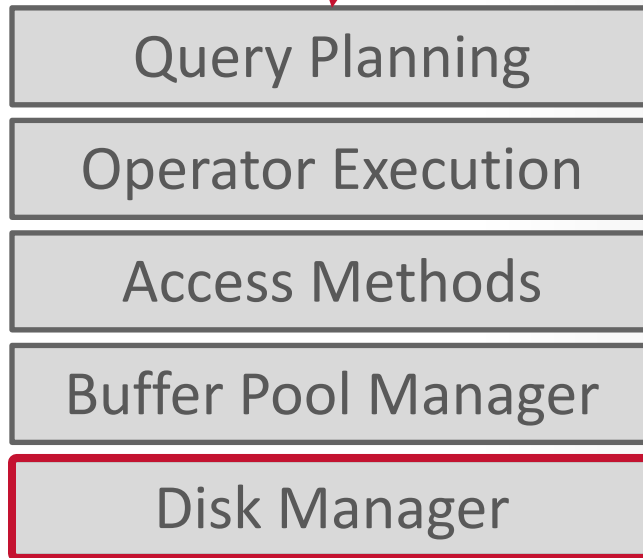 Query Planning
Operator Execution
Access Methods
Buffer Pool Manager
Disk Manager